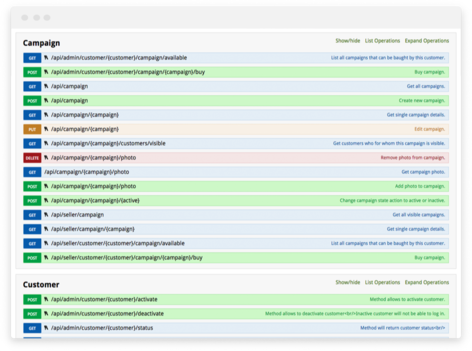 Campaign Show/hide List Operations Expand Operations
GET /api/admin/customer/{customer}/campaign/available List all campaigns that can be bought by this customer.
POST /api/admin/customer/{customer}/campaign/{campaign}/buy Buy campaign.
GET /api/campaign Get all campaigns.
POST /api/campaign Create new campaign.
GET /api/campaign/{campaign} Get single campaign details.
PUT /api/campaign/{campaign} Edit campaign.
GET /api/campaign/{campaign}/customers/visible Get customers who for whom this campaign is visible.
DELETE /api/campaign/{campaign}/photo Remove photo from campaign.
GET /api/campaign/{campaign}/photo Get campaign photo.
POST /api/campaign/{campaign}/photo Add photo to campaign.
POST /api/campaign/{campaign}/{active} Change campaign state action to active or inactive.
GET /api/seller/campaign Get all visible campaigns.
GET /api/seller/campaign/{campaign} Get single campaign details.
GET /api/seller/customer/{customer}/campaign/available List all campaigns that can be bought by this customer.
POST /api/seller/customer/{customer}/campaign/{campaign}/buy Buy campaign.
Customer Show/hide List Operations Expand Operations
POST /api/admin/customer/{customer}/activate Method allows to activate customer.
POST /api/admin/customer/{customer}/deactivate Method allows to deactivate customer<br/>Inactive customer will not be able to log in.
GET /api/admin/customer/{customer}/status Method will return customer status<br/>